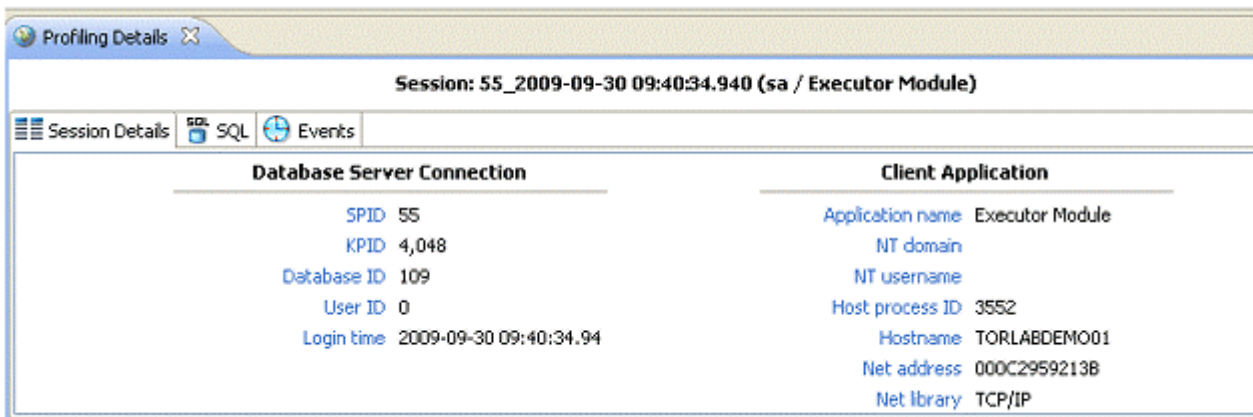 Profiling Details
Session: 55_2009-09-30 09:40:34.940 (sa / Executor Module)
Session Details SQL Events
Database Server Connection
SPID 55
KPID 4,048
Database ID 109
User ID 0
Login time 2009-09-30 09:40:34.94
Client Application
Application name Executor Module
NT domain
NT username
Host process ID 3552
Hostname TORLABDEMO01
Net address 000C2959213B
Net library TCP/IP